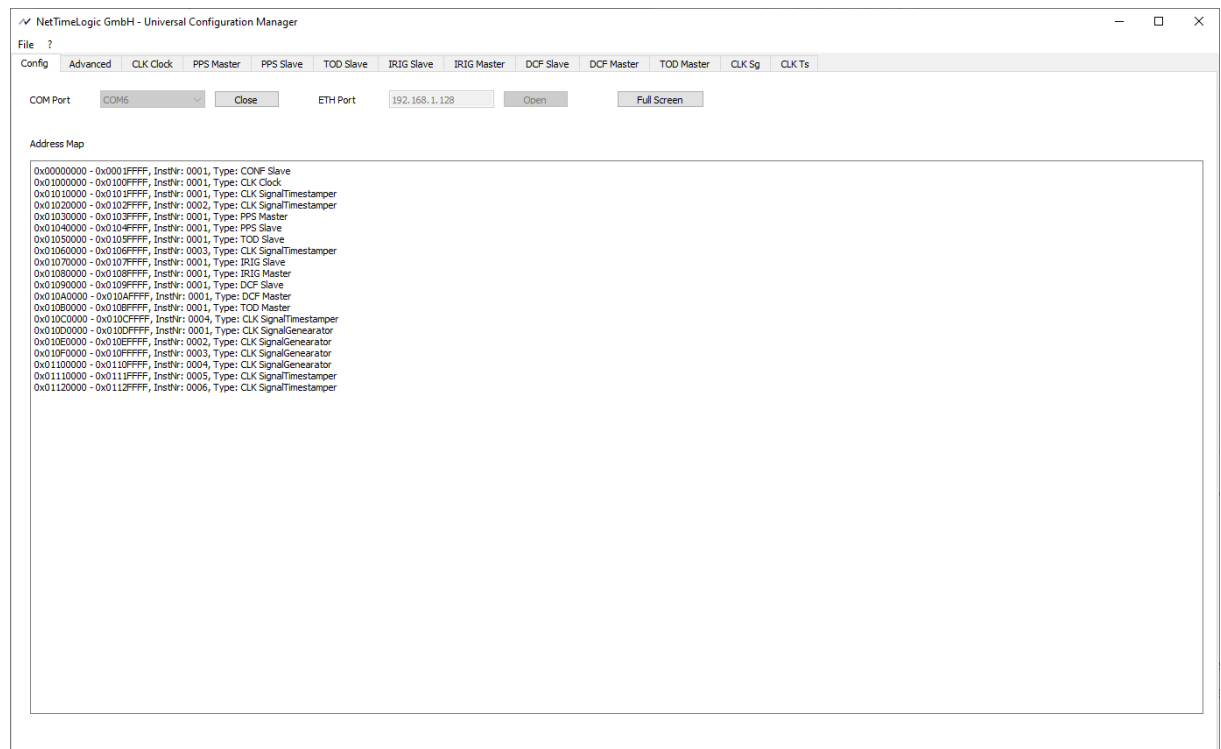 NetTimeLogic GmbH - Universal Configuration Manager
File ?
Config Advanced CLK Clock PPS Master PPS Slave TOD Slave IRIG Slave IRIG Master DCF Slave DCF Master TOD Master CLK Sg CLK Ts
COM Port COM6 Close ETH Port 192.168.1.128 Open Full Screen
Address Map
0x00000000 - 0x0001FFFF, InstNr: 0001, Type: CONF Slave
0x01000000 - 0x0100FFFF, InstNr: 0001, Type: CLK Clock
0x01010000 - 0x0101FFFF, InstNr: 0001, Type: CLK SignalTimestamper
0x01020000 - 0x0102FFFF, InstNr: 0002, Type: CLK SignalTimestamper
0x01030000 - 0x0103FFFF, InstNr: 0001, Type: PPS Master
0x01040000 - 0x0104FFFF, InstNr: 0001, Type: PPS Slave
0x01050000 - 0x0105FFFF, InstNr: 0001, Type: TOD Slave
0x01060000 - 0x0106FFFF, InstNr: 0003, Type: CLK SignalTimestamper
0x01070000 - 0x0107FFFF, InstNr: 0001, Type: IRIG Slave
0x01080000 - 0x0108FFFF, InstNr: 0001, Type: IRIG Master
0x01090000 - 0x0109FFFF, InstNr: 0001, Type: DCF Slave
0x010A0000 - 0x010AFFFF, InstNr: 0001, Type: DCF Master
0x010B0000 - 0x010BFFFF, InstNr: 0001, Type: TOD Master
0x010C0000 - 0x010CFFFF, InstNr: 0004, Type: CLK SignalTimestamper
0x010D0000 - 0x010DFFFF, InstNr: 0001, Type: CLK SignalGenearator
0x010E0000 - 0x010EFFFF, InstNr: 0002, Type: CLK SignalGenearator
0x010F0000 - 0x010FFFFF, InstNr: 0003, Type: CLK SignalGenearator
0x01100000 - 0x0110FFFF, InstNr: 0004, Type: CLK SignalGenearator
0x01110000 - 0x0111FFFF, InstNr: 0005, Type: CLK SignalTimestamper
0x01120000 - 0x0112FFFF, InstNr: 0006, Type: CLK SignalTimestamper